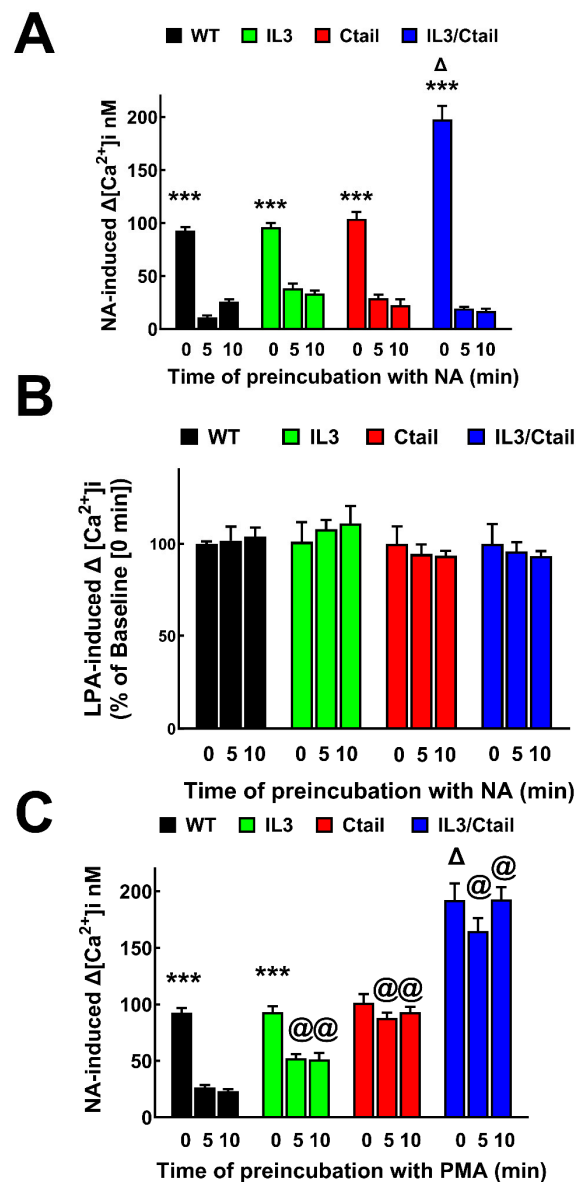 A
WT IL3 Ctail IL3/Ctail
Δ
*** *** *** ***
NA-induced Δ[Ca2+]i nM
200
150
100
50
0
0 5 10 0 5 10 0 5 10 0 5 10
Time of preincubation with NA (min)
B
WT IL3 Ctail IL3/Ctail
LPA-induced Δ [Ca2+]i
(% of Baseline [0 min])
100
50
0
0 5 10 0 5 10 0 5 10 0 5 10
Time of preincubation with NA (min)
C
WT IL3 Ctail IL3/Ctail
Δ @ @
*** *** @@ @@
NA-induced Δ[Ca2+]i nM
200
150
100
50
0
0 5 10 0 5 10 0 5 10 0 5 10
Time of preincubation with PMA (min)